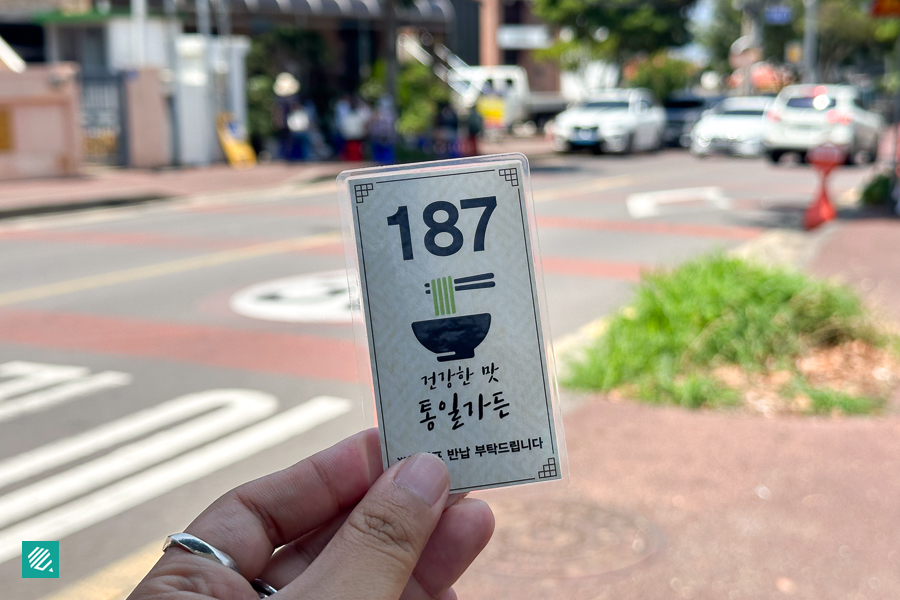 187
건강한 맛
통일가든
반납 부탁드립니다